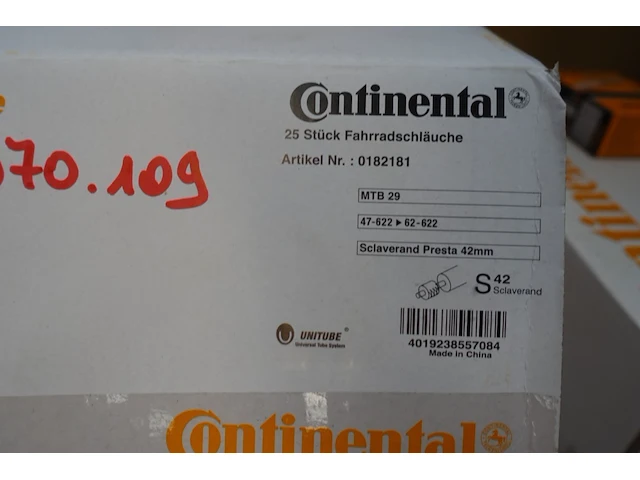 Continental
25 Stück Fahrradschläuche
Artikel Nr. : 0182181
070.109
MTB 29
47-622 ▸ 62-622
Sclaverand Presta 42mm
S 42
Sclaverand
UNITUBE®
Universal Tube System
4019238557084
Made in China
Continental